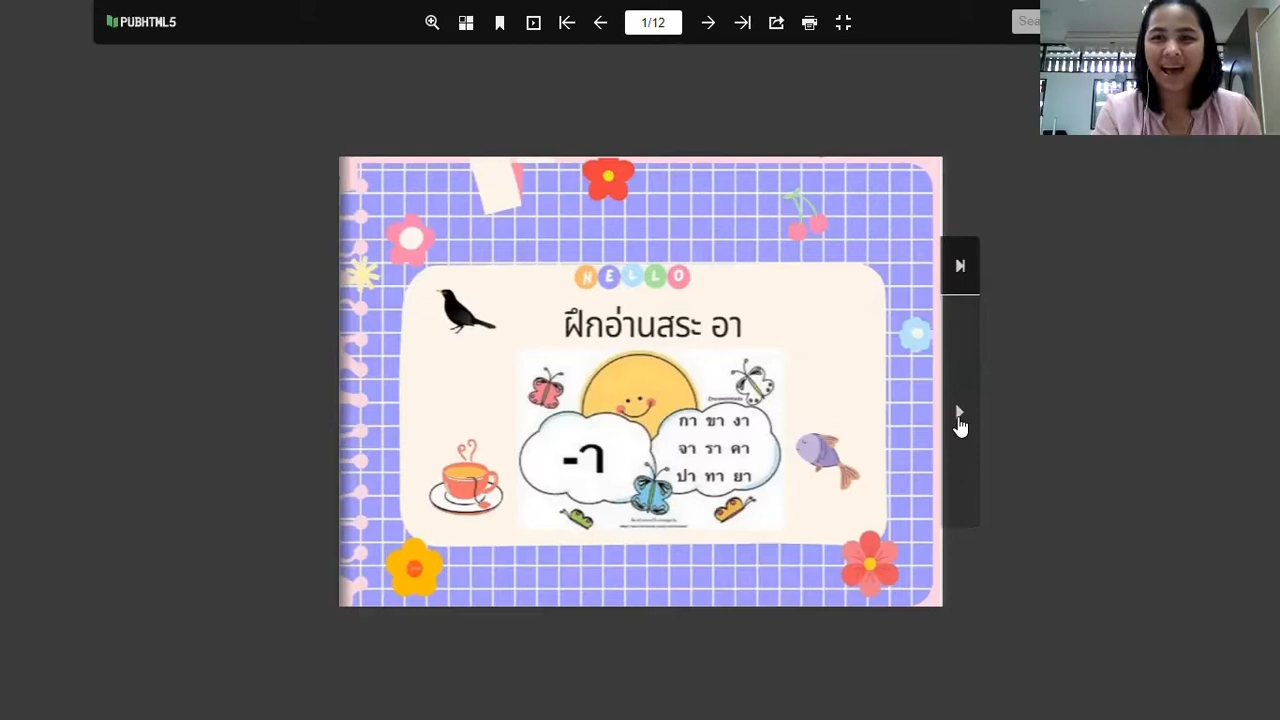 PUBHTML5
1/12
Sea
HELLO
ฝึกอ่านสระ อา
-า
กา ขา งา
จา รา คา
ปา ทา ยา